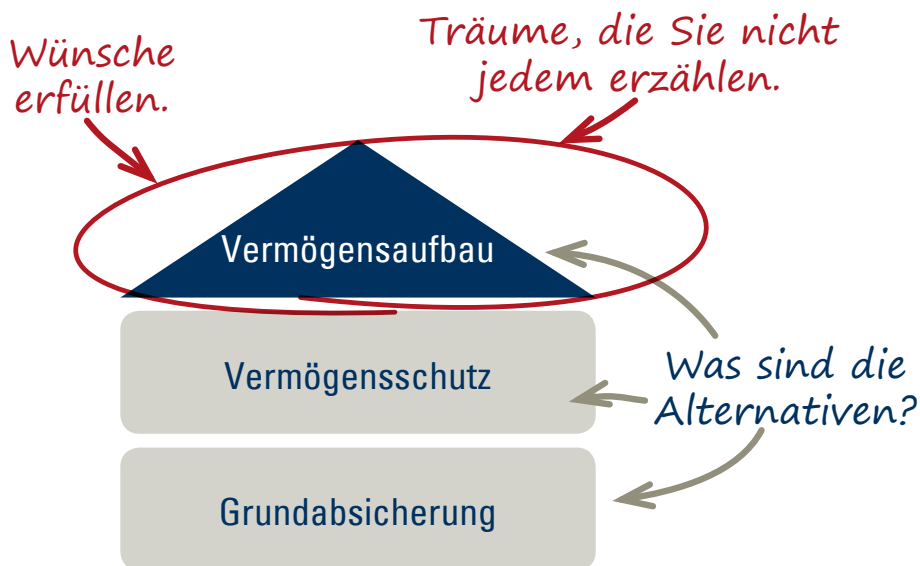 Wünsche
erfüllen.
Träume, die Sie nicht
jedem erzählen.
Vermögensaufbau
Vermögensschutz
Was sind die
Alternativen?
Grundabsicherung